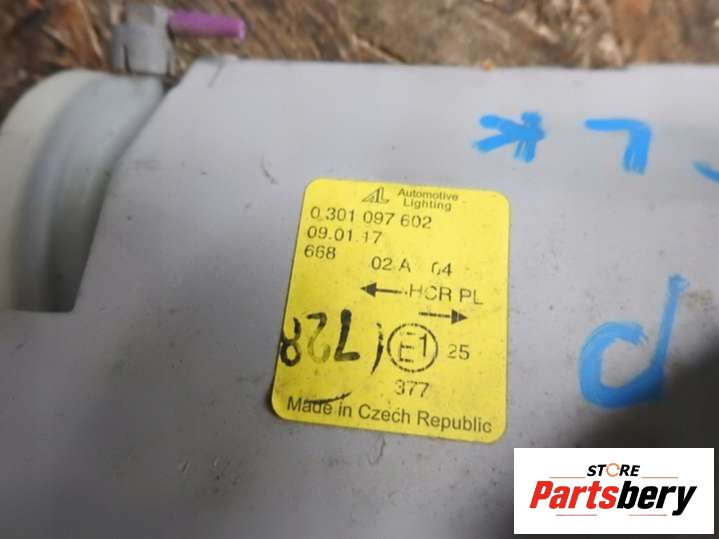 Automotive
Lighting
0 301 097 602
09.01.17
668
02 A 04
HCR PL
1728
E1 25
377
Made in Czech Republic
L
P
STORE
Partsbery